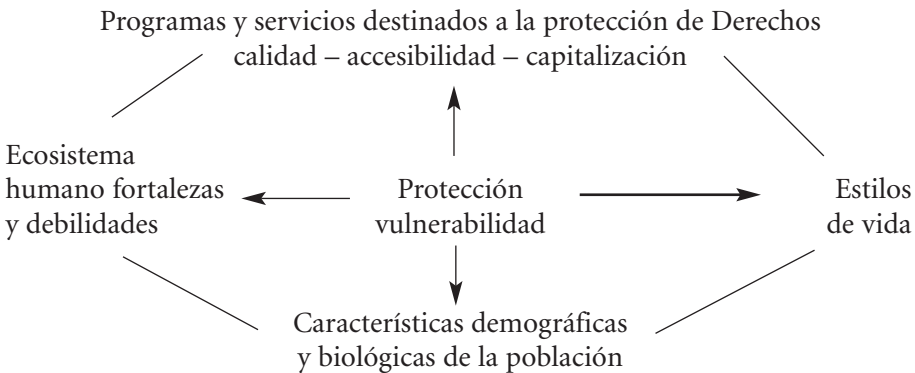 Programas y servicios destinados a la protección de Derechos
calidad – accesibilidad – capitalización
Ecosistema
humano fortalezas
y debilidades
Protección
vulnerabilidad
Estilos
de vida
Características demográficas
y biológicas de la población